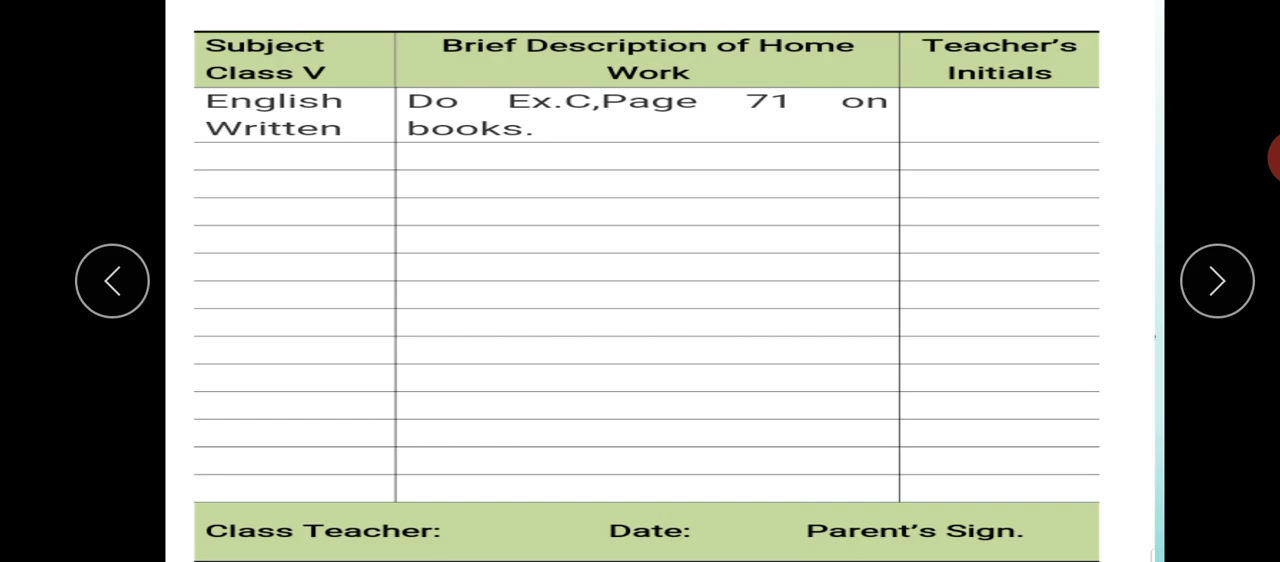 Subject Brief Description of Home Teacher's
Class V Work Initials
English Do Ex.C,Page 71 on
Written books.
Class Teacher: Date: Parent's Sign.